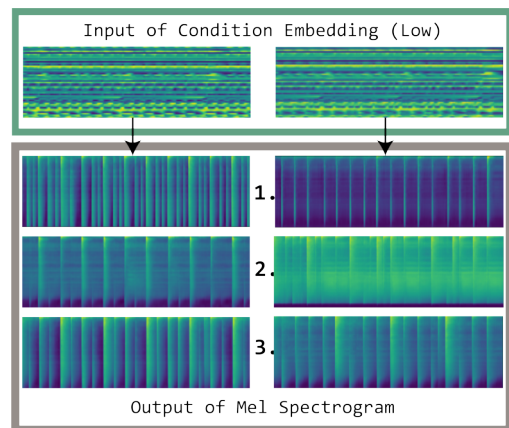 Input of Condition Embedding (Low)
1.
2.
3.
Output of Mel Spectrogram